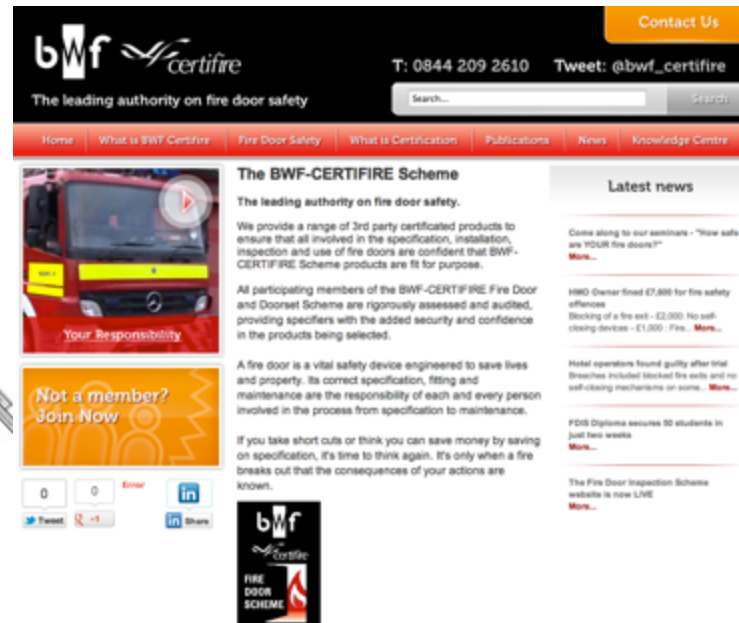 Contact Us
bwf certifire
T: 0844 209 2610 Tweet: @bwf_certifire
The leading authority on fire door safety
Search...
Search
Home
What is BWF Certifire
Fire Door Safety
What is Certification
Publications
News
Knowledge Centre
Your Responsibility
Not a member?
Join Now
0
0
Error
Tweet
+1
in
in Share
The BWF-CERTIFIRE Scheme
The leading authority on fire door safety.
We provide a range of 3rd party certificated products to
ensure that all involved in the specification, installation,
inspection and use of fire doors are confident that BWF-
CERTIFIRE Scheme products are fit for purpose.
All participating members of the BWF-CERTIFIRE Fire Door
and Doorset Scheme are rigorously assessed and audited,
providing specifiers with the added security and confidence
in the products being selected.
A fire door is a vital safety device engineered to save lives
and property. Its correct specification, fitting and
maintenance are the responsibility of each and every person
involved in the process from specification to maintenance.
If you take short cuts or think you can save money by saving
on specification, it's time to think again. It's only when a fire
breaks out that the consequences of your actions are
known.
bwf
certifire
FIRE
DOOR
SCHEME
Latest news
Come along to our seminars - "How safe
are YOUR fire doors?"
More...
HMO Owner fined £7,600 for fire safety
offences
Blocking of a fire exit - £2,000: No self-
closing devices - £1,000 : Fire... More...
Hotel operators found guilty after trial
Breaches included blocked fire exits and no
self-closing mechanisms on some... More...
FDIS Diploma secures 50 students in
just two weeks
More...
The Fire Door Inspection Scheme
website is now LIVE
More...